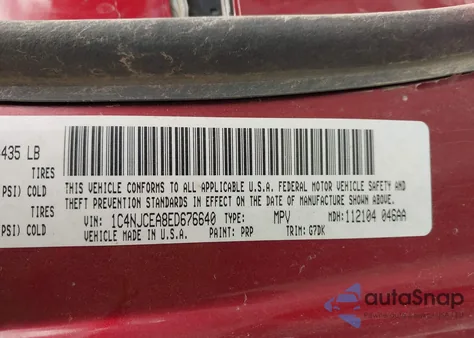 435 LB
TIRES
PSI) COLD
TIRES
PSI) COLD
THIS VEHICLE CONFORMS TO ALL APPLICABLE U.S.A. FEDERAL MOTOR VEHICLE SAFETY AND
THEFT PREVENTION STANDARDS IN EFFECT ON THE DATE OF MANUFACTURE SHOWN ABOVE.
VIN: 1C4NJCEA8ED676640 TYPE: MPV MDH:112104 046AA
VEHICLE MADE IN U.S.A. PAINT: PRP TRIM: G7DK
autoSnap